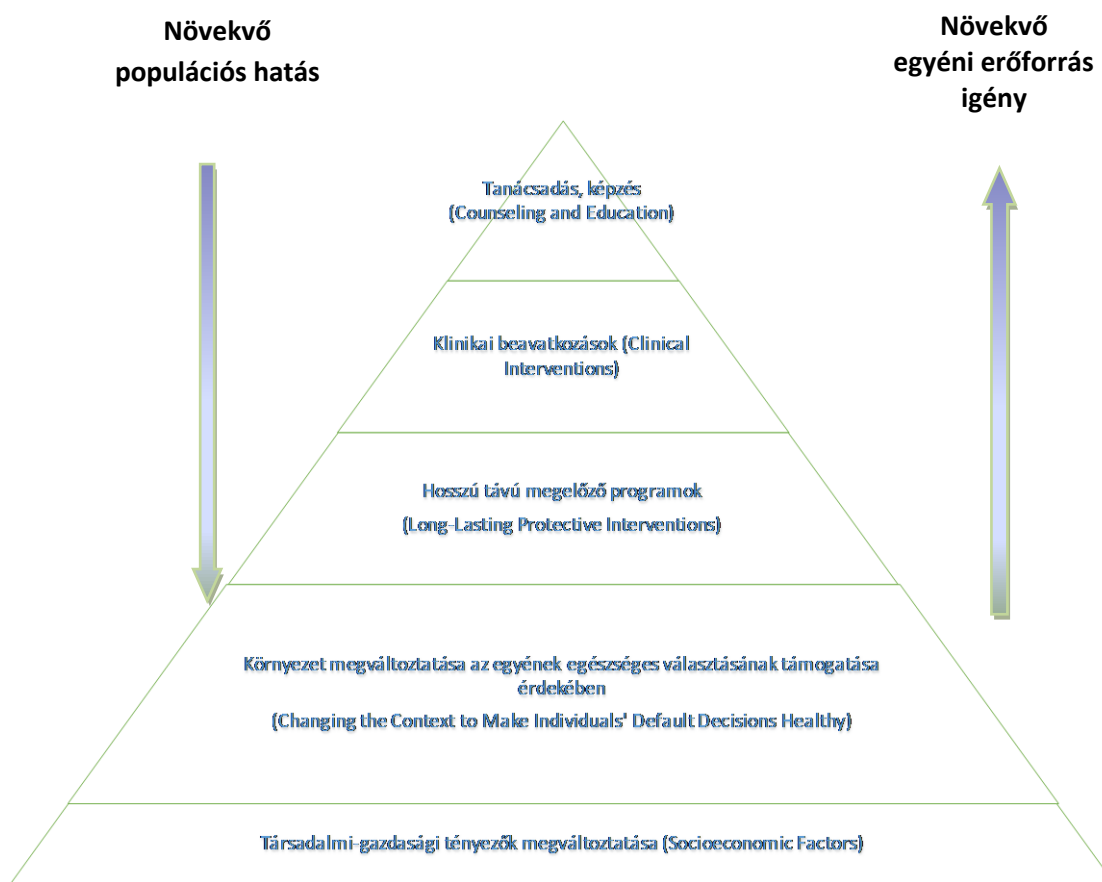 Növekvő
populációs hatás
Növekvő
egyéni erőforrás
igény
Tanácsadás, képzés
(Counseling and Education)
Klinikai beavatkozások (Clinical
Interventions)
Hosszú távú megelőző programok
(Long-Lasting Protective Interventions)
Környezet megváltoztatása az egyének egészséges választásának támogatása
érdekében
(Changing the Context to Make Individuals' Default Decisions Healthy)
Társadalmi-gazdasági tényezők megváltoztatása (Socioeconomic Factors)